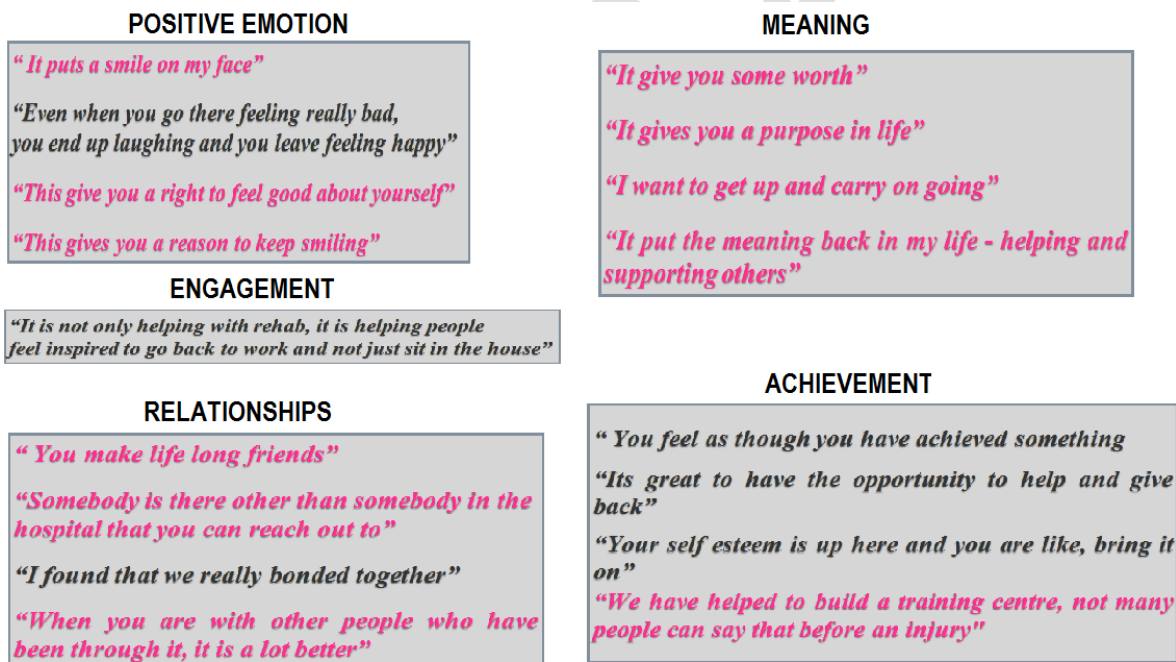 POSITIVE EMOTION
“ It puts a smile on my face”
“Even when you go there feeling really bad,
you end up laughing and you leave feeling happy”
“This give you a right to feel good about yourself”
“This gives you a reason to keep smiling”
ENGAGEMENT
“It is not only helping with rehab, it is helping people
feel inspired to go back to work and not just sit in the house”
RELATIONSHIPS
“ You make life long friends”
“Somebody is there other than somebody in the
hospital that you can reach out to”
“I found that we really bonded together”
“When you are with other people who have
been through it, it is a lot better”
MEANING
“It give you some worth”
“It gives you a purpose in life”
“I want to get up and carry on going”
“It put the meaning back in my life - helping and
supporting others”
ACHIEVEMENT
“ You feel as though you have achieved something
“Its great to have the opportunity to help and give
back”
“Your self esteem is up here and you are like, bring it
on”
“We have helped to build a training centre, not many
people can say that before an injury"